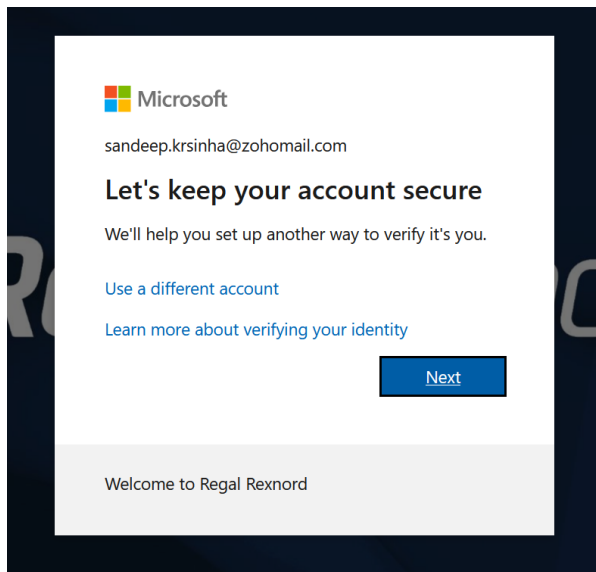 Microsoft
sandeep.krsinha@zohomail.com
Let's keep your account secure
We'll help you set up another way to verify it's you.
Use a different account
Learn more about verifying your identity
Next
Welcome to Regal Rexnord